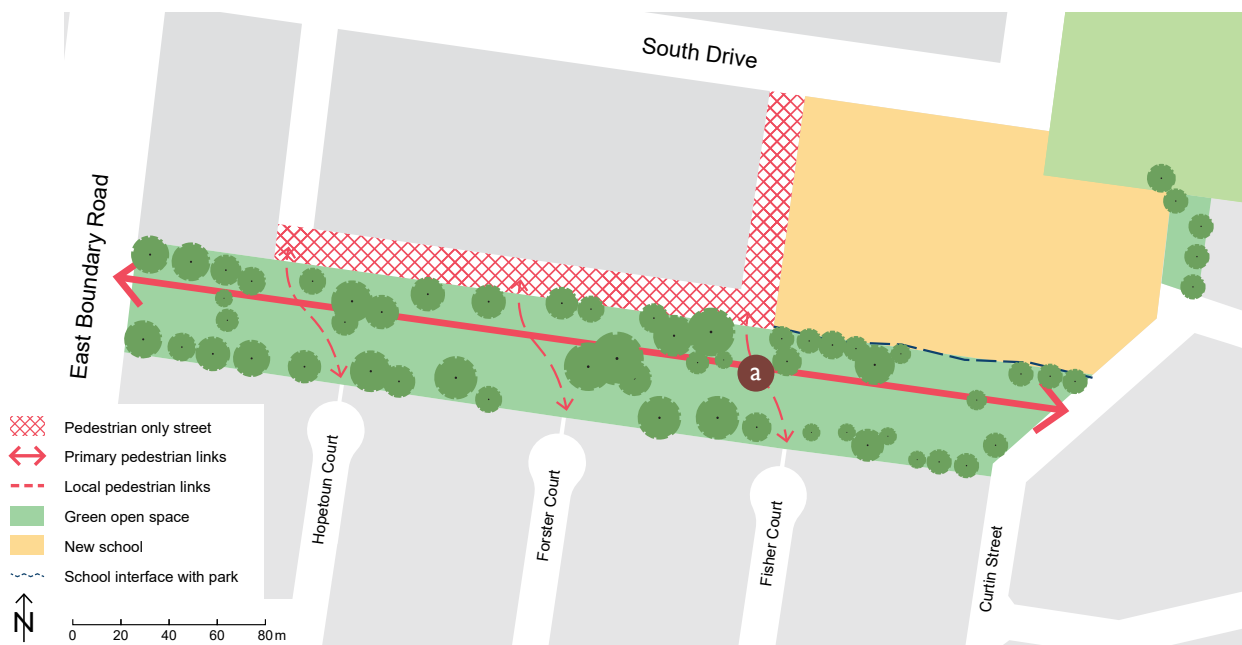 South Drive
East Boundary Road
a
Pedestrian only street
Primary pedestrian links
Local pedestrian links
Green open space
New school
School interface with park
N
0 20 40 60 80 m
Hopetoun Court
Forster Court
Fisher Court
Curtin Street